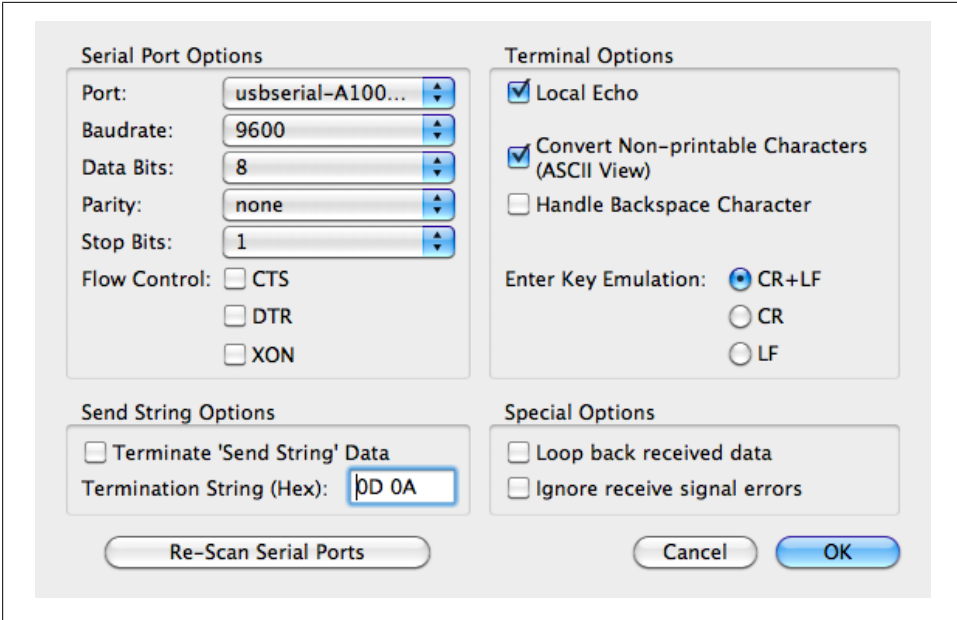 Serial Port Options
Port: usbserial-A100...
Baudrate: 9600
Data Bits: 8
Parity: none
Stop Bits: 1
Flow Control: CTS
DTR
XON
Terminal Options
Local Echo
Convert Non-printable Characters
(ASCII View)
Handle Backspace Character
Enter Key Emulation: CR+LF
CR
LF
Send String Options
Terminate 'Send String' Data
Termination String (Hex): 0D 0A
Special Options
Loop back received data
Ignore receive signal errors
Re-Scan Serial Ports
Cancel
OK